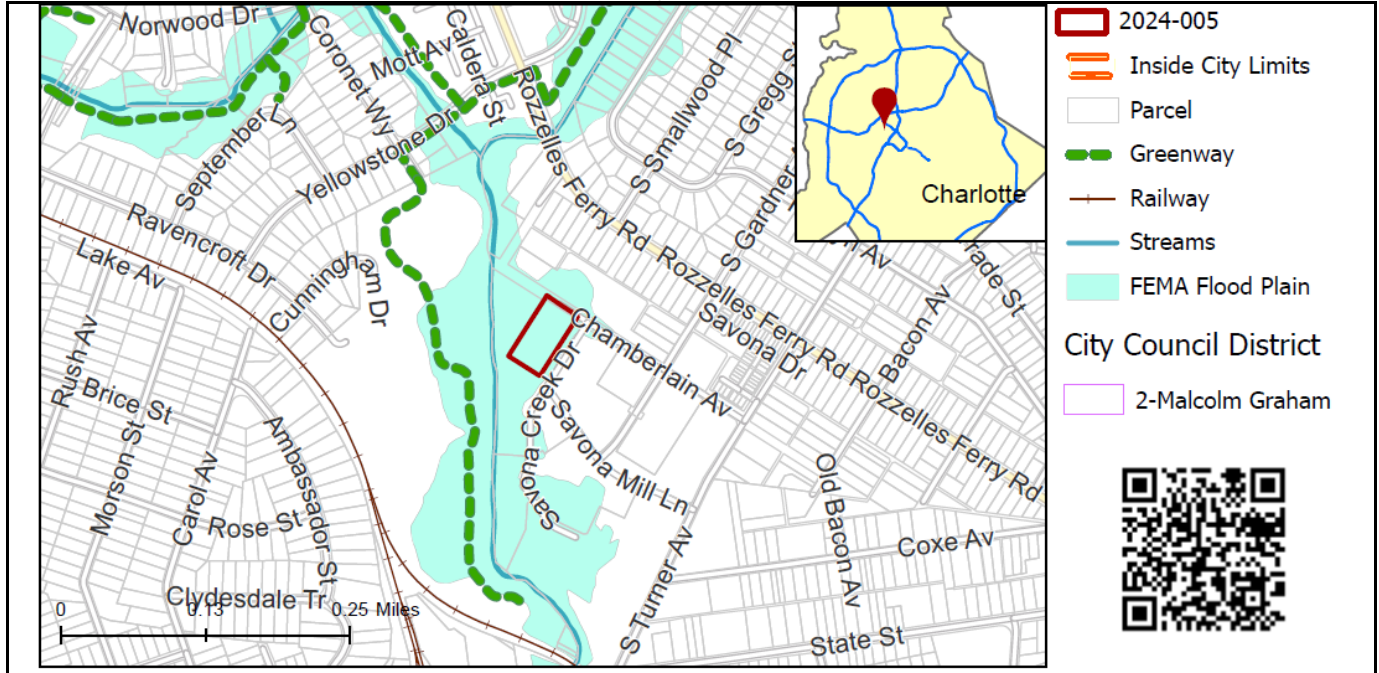 Norwood Dr
Coronet Wy
Mott Av
Caldera St
Rozzelles Ferry Rd
S Smallwood Pl
S Gregg S
September Ln
Yellowstone Dr
S Gardner
Charlotte
Ravencroft Dr
Lake Av
Cunningham Dr
Rozzelles Ferry Rd
Av
rade St
Chamberlain Av
Savona Dr
Bacon Av
Rush Av
Brice St
Morson St
Carol Av
Rose St
Ambassador St
Savona Creek Dr
Savona Mill Ln
Rozzelles Ferry Rd
Old Bacon Av
Coxe Av
Clydesdale Tr
S Turner Av
State St
0 0.13 0.25 Miles
2024-005
Inside City Limits
Parcel
Greenway
Railway
Streams
FEMA Flood Plain
City Council District
2-Malcolm Graham